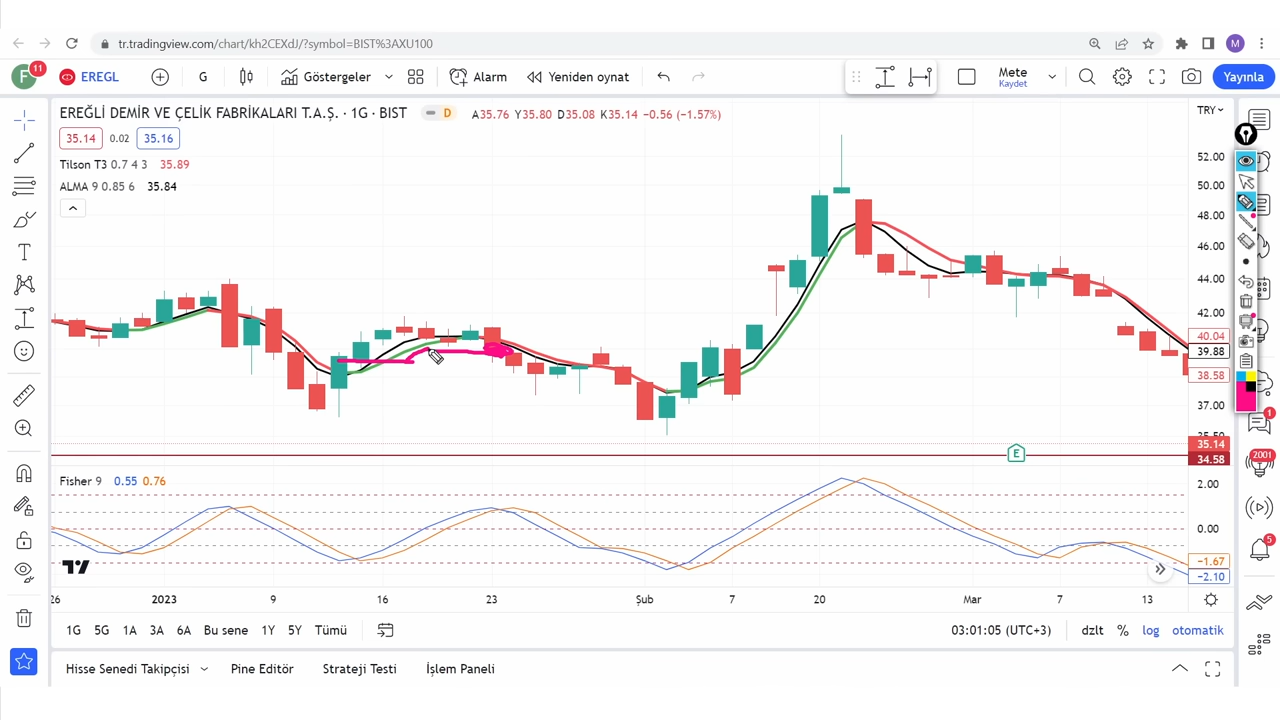 tr.tradingview.com/chart/kh2CEXdJ/?symbol=BIST%3AXU100
M
F 11
EREGL
G
Göstergeler
Alarm
Yeniden oynat
Mete
Kaydet
Yayınla
EREĞLİ DEMİR VE ÇELİK FABRİKALARI T.A.Ş. · 1G · BIST
D
A35.76 Y35.80 D35.08 K35.14 −0.56 (−1.57%)
TRY
35.14 0.02 35.16
Tilson T3 0.7 4 3 35.89
ALMA 9 0.85 6 35.84
52.00
50.00
48.00
46.00
44.00
42.00
40.04
39.88
38.58
37.00
35.14
34.58
E
1
2001
5
Fisher 9 0.55 0.76
2.00
0.00
−1.67
−2.10
26 2023 9 16 23 Şub 7 20 Mar 7 13
1G 5G 1A 3A 6A Bu sene 1Y 5Y Tümü
03:01:05 (UTC+3) dzlt % log otomatik
Hisse Senedi Takipçisi Pine Editör Strateji Testi İşlem Paneli